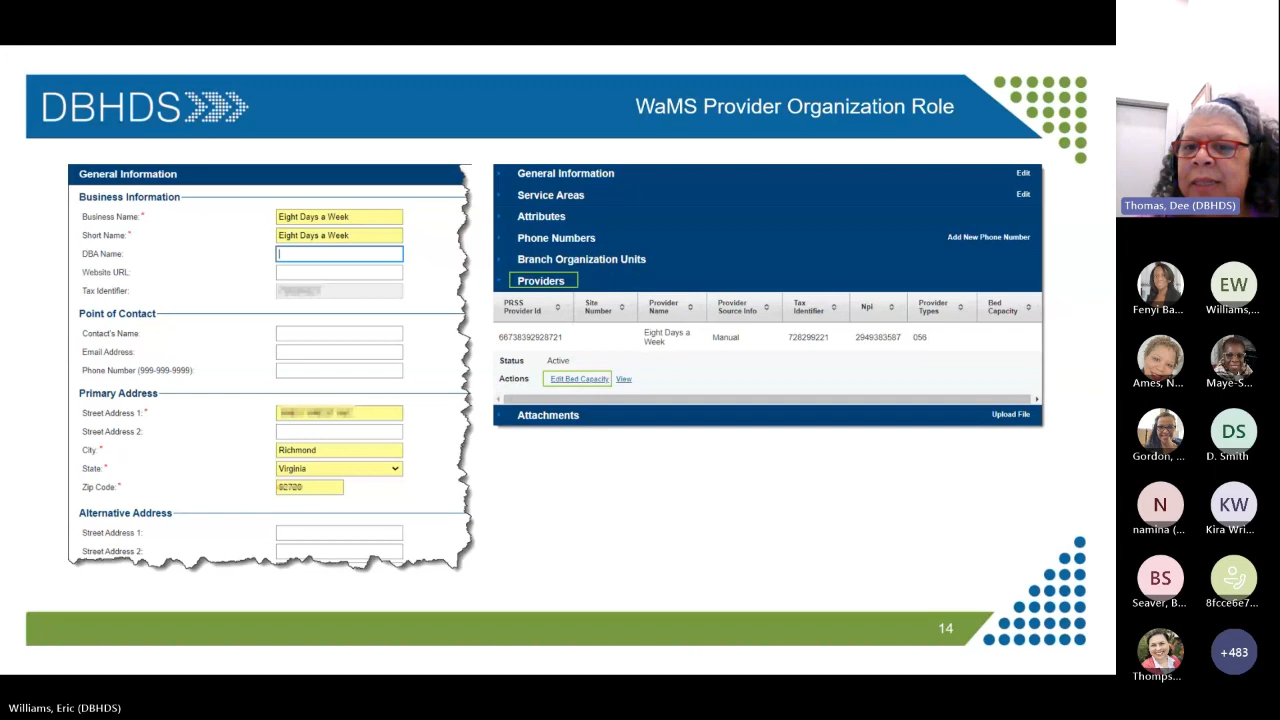 DBHDS
WaMS Provider Organization Role
General Information
Business Information
Business Name:* Eight Days a Week
Short Name:* Eight Days a Week
DBA Name:
Website URL:
Tax Identifier:
Point of Contact
Contact's Name:
Email Address:
Phone Number (999-999-9999):
Primary Address
Street Address 1:*
Street Address 2:
City:* Richmond
State:* Virginia
Zip Code:*
Alternative Address
Street Address 1:
Street Address 2:
General Information Edit
Service Areas Edit
Attributes
Phone Numbers Add New Phone Number
Branch Organization Units
Providers
PRSS Provider Id Site Number Provider Name Provider Source Info Tax Identifier Npi Provider Types Bed Capacity
66738392928721 Eight Days a Week Manual 728299221 2949383587 056
Status Active
Actions Edit Bed Capacity View
Attachments Upload File
14
Thomas, Dee (DBHDS)
Fenyi Ba...
EW
Williams,...
Ames, N...
Maye-S...
Gordon, ...
DS
D. Smith
N
namina (...
KW
Kira Wri...
BS
Seaver, B...
8fcce6e7...
Thomps...
+483
Williams, Eric (DBHDS)